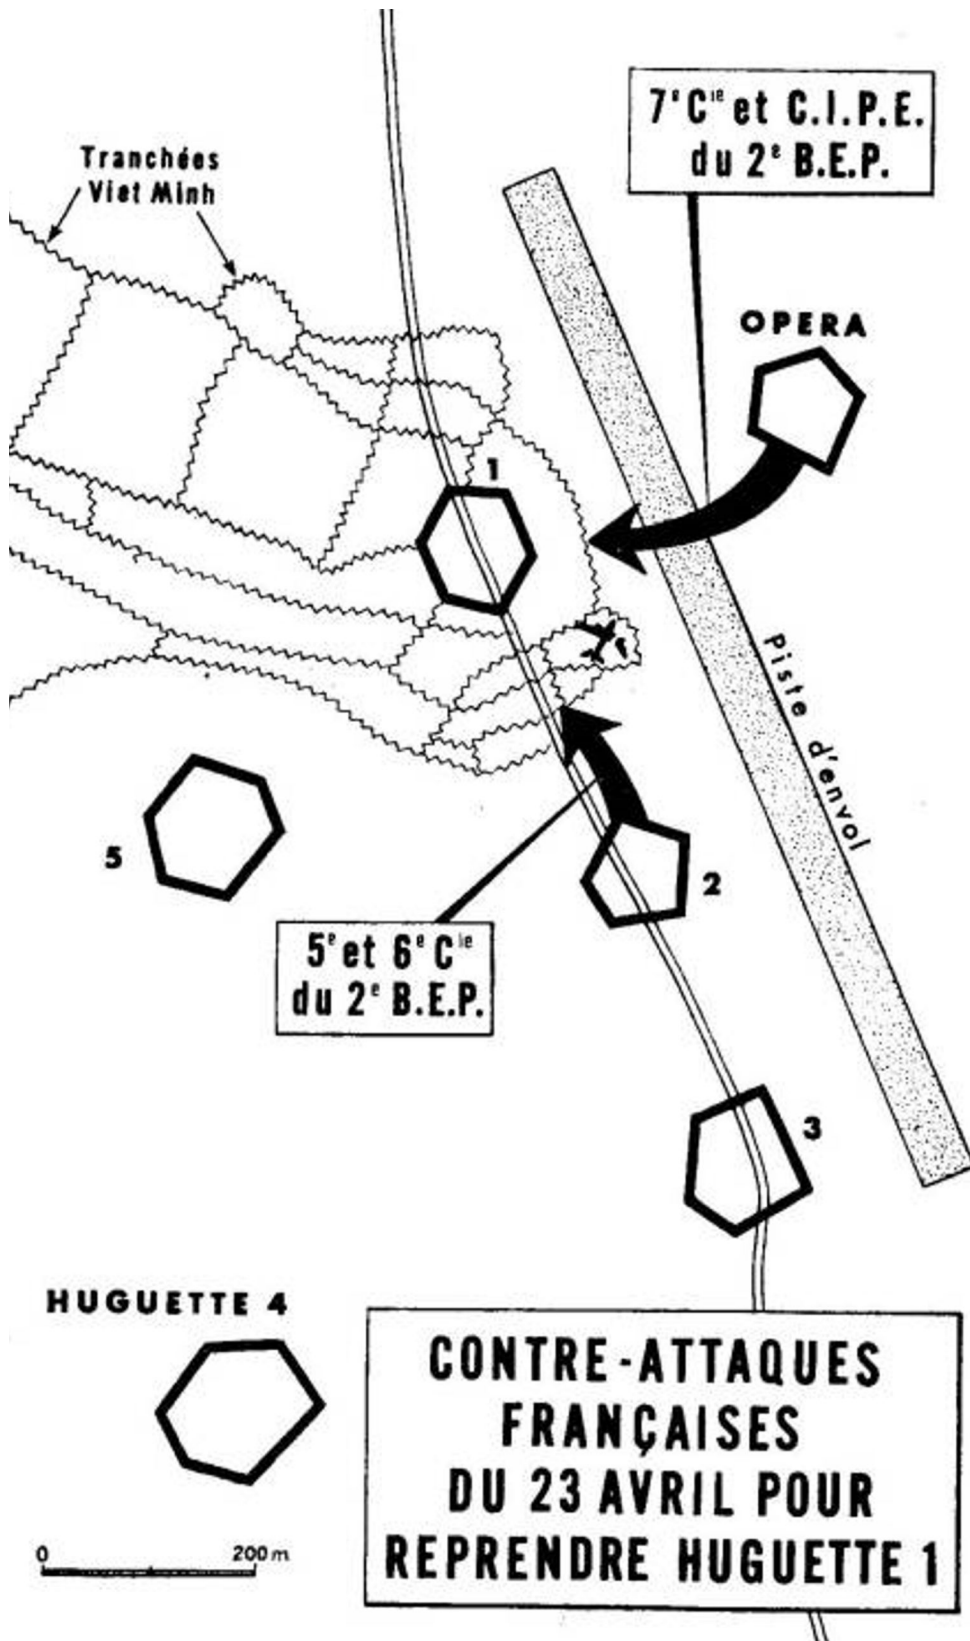 7e Cie et C.I.P.E.
du 2e B.E.P.
Tranchées
Viet Minh
OPERA
1
Piste d'envol
5
2
5e et 6e Cie
du 2e B.E.P.
3
HUGUETTE 4
0 200 m
CONTRE-ATTAQUES
FRANÇAISES
DU 23 AVRIL POUR
REPRENDRE HUGUETTE 1